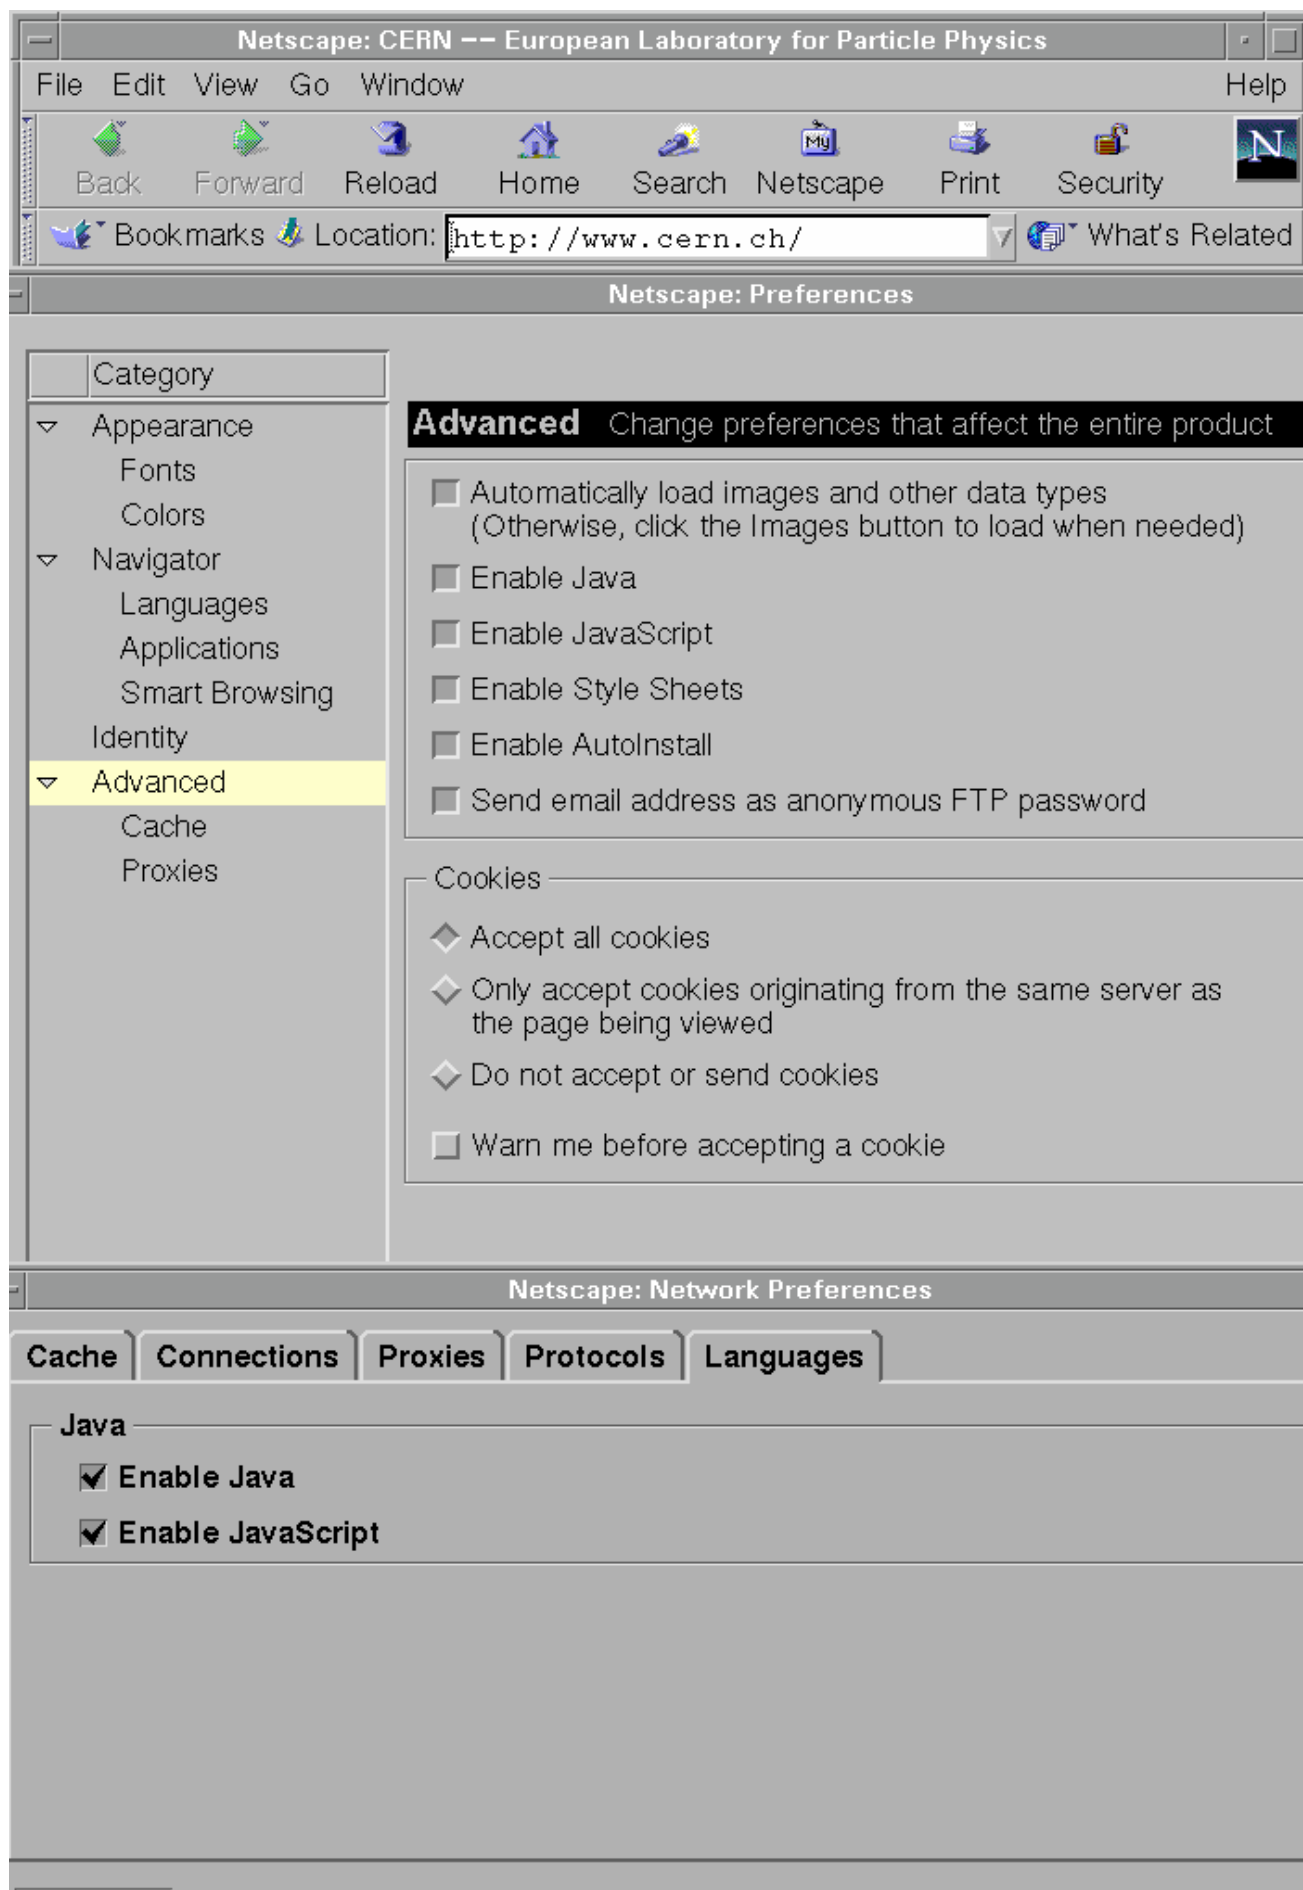 Netscape: CERN -- European Laboratory for Particle Physics
File Edit View Go Window Help
My N
Back Forward Reload Home Search Netscape Print Security
Bookmarks Location: http://www.cern.ch/ What's Related
Netscape: Preferences
Category
Appearance
Fonts
Colors
Navigator
Languages
Applications
Smart Browsing
Identity
Advanced
Cache
Proxies
Advanced Change preferences that affect the entire product
Automatically load images and other data types
(Otherwise, click the Images button to load when needed)
Enable Java
Enable JavaScript
Enable Style Sheets
Enable AutoInstall
Send email address as anonymous FTP password
Cookies
Accept all cookies
Only accept cookies originating from the same server as
the page being viewed
Do not accept or send cookies
Warn me before accepting a cookie
Netscape: Network Preferences
Cache Connections Proxies Protocols Languages
Java
Enable Java
Enable JavaScript